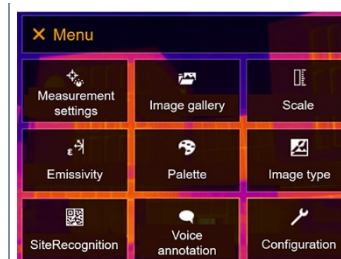 Menu
Measurement
settings
Image gallery
Scale
ε
Emissivity
Palette
Image type
SiteRecognition
Voice
annotation
Configuration